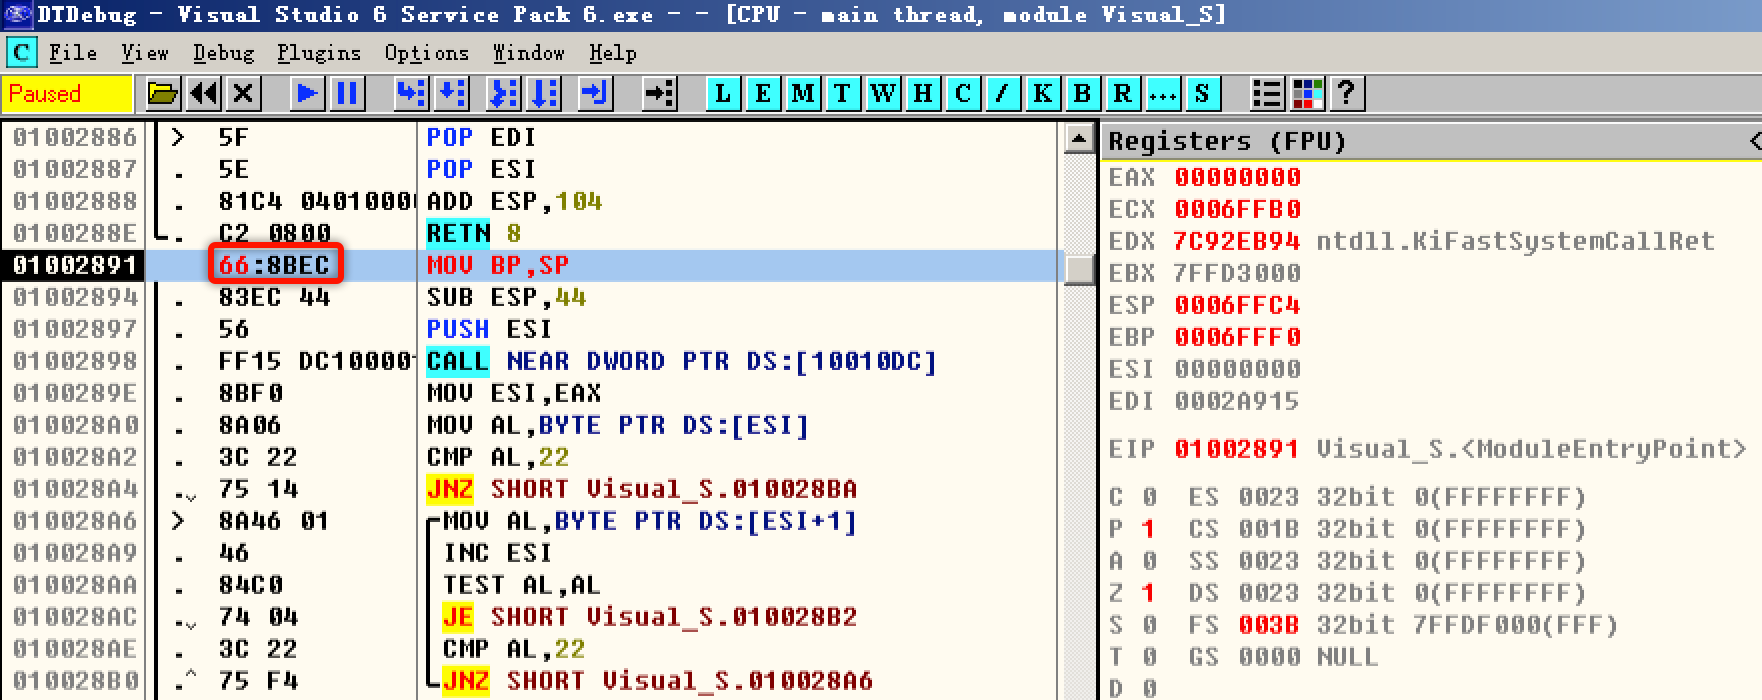 DTDebug - Visual Studio 6 Service Pack 6.exe - - [CPU - main thread, module Visual_S]
C File View Debug Plugins Options Window Help
Paused L E M T W H C / K B R ... S ?
01002886 > 5F POP EDI
01002887 . 5E POP ESI
01002888 . 81C4 0401000 ADD ESP,104
0100288E . C2 0800 RETN 8
01002891 66:8BEC MOV BP,SP
01002894 . 83EC 44 SUB ESP,44
01002897 . 56 PUSH ESI
01002898 . FF15 DC10000 CALL NEAR DWORD PTR DS:[10010DC]
0100289E . 8BF0 MOV ESI,EAX
010028A0 . 8A06 MOV AL,BYTE PTR DS:[ESI]
010028A2 . 3C 22 CMP AL,22
010028A4 . 75 14 JNZ SHORT Visual_S.010028BA
010028A6 > 8A46 01 MOV AL,BYTE PTR DS:[ESI+1]
010028A9 . 46 INC ESI
010028AA . 84C0 TEST AL,AL
010028AC . 74 04 JE SHORT Visual_S.010028B2
010028AE . 3C 22 CMP AL,22
010028B0 .^ 75 F4 JNZ SHORT Visual_S.010028A6
Registers (FPU) <
EAX 00000000
ECX 0006FFB0
EDX 7C92EB94 ntdll.KiFastSystemCallRet
EBX 7FFD3000
ESP 0006FFC4
EBP 0006FFF0
ESI 00000000
EDI 0002A915
EIP 01002891 Visual_S.<ModuleEntryPoint>
C 0 ES 0023 32bit 0(FFFFFFFF)
P 1 CS 001B 32bit 0(FFFFFFFF)
A 0 SS 0023 32bit 0(FFFFFFFF)
Z 1 DS 0023 32bit 0(FFFFFFFF)
S 0 FS 003B 32bit 7FFDF000(FFF)
T 0 GS 0000 NULL
D 0